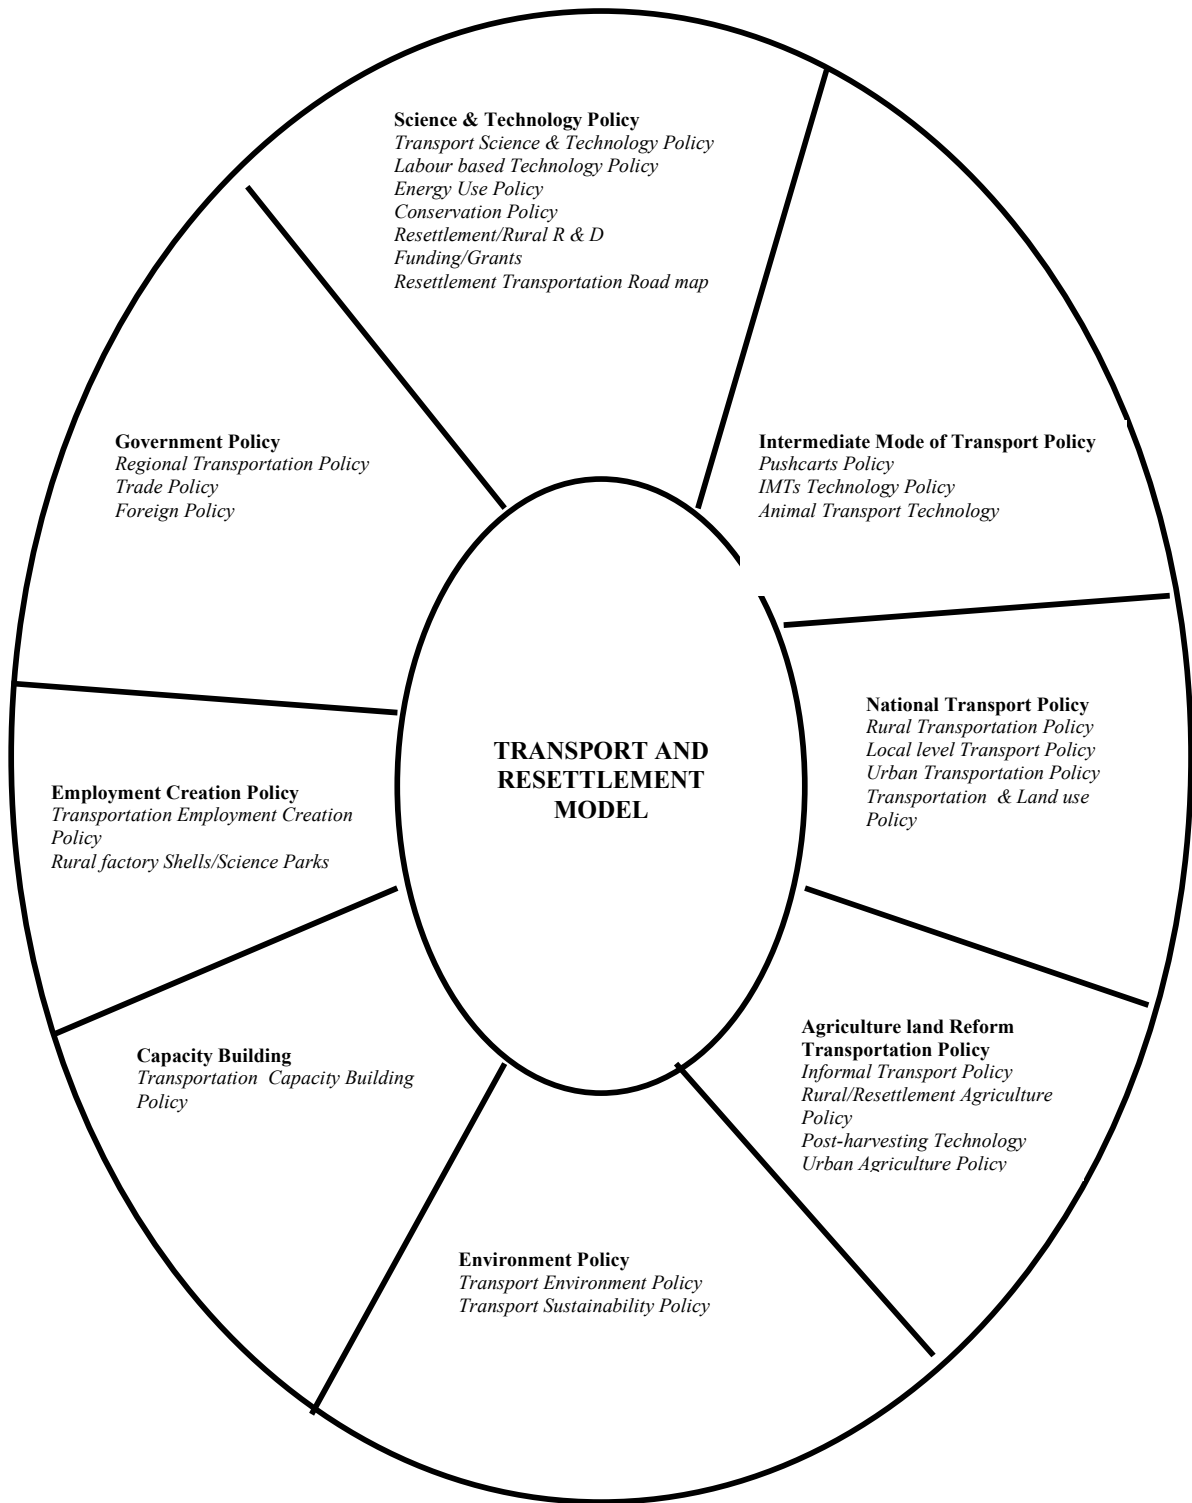 Science & Technology Policy
Transport Science & Technology Policy
Labour based Technology Policy
Energy Use Policy
Conservation Policy
Resettlement/Rural R & D
Funding/Grants
Resettlement Transportation Road map
Government Policy
Regional Transportation Policy
Trade Policy
Foreign Policy
Intermediate Mode of Transport Policy
Pushcarts Policy
IMTs Technology Policy
Animal Transport Technology
National Transport Policy
Rural Transportation Policy
Local level Transport Policy
Urban Transportation Policy
Transportation & Land use
Policy
TRANSPORT AND
RESETTLEMENT
MODEL
Employment Creation Policy
Transportation Employment Creation
Policy
Rural factory Shells/Science Parks
Agriculture land Reform
Transportation Policy
Informal Transport Policy
Rural/Resettlement Agriculture
Policy
Post-harvesting Technology
Urban Agriculture Policy
Capacity Building
Transportation Capacity Building
Policy
Environment Policy
Transport Environment Policy
Transport Sustainability Policy